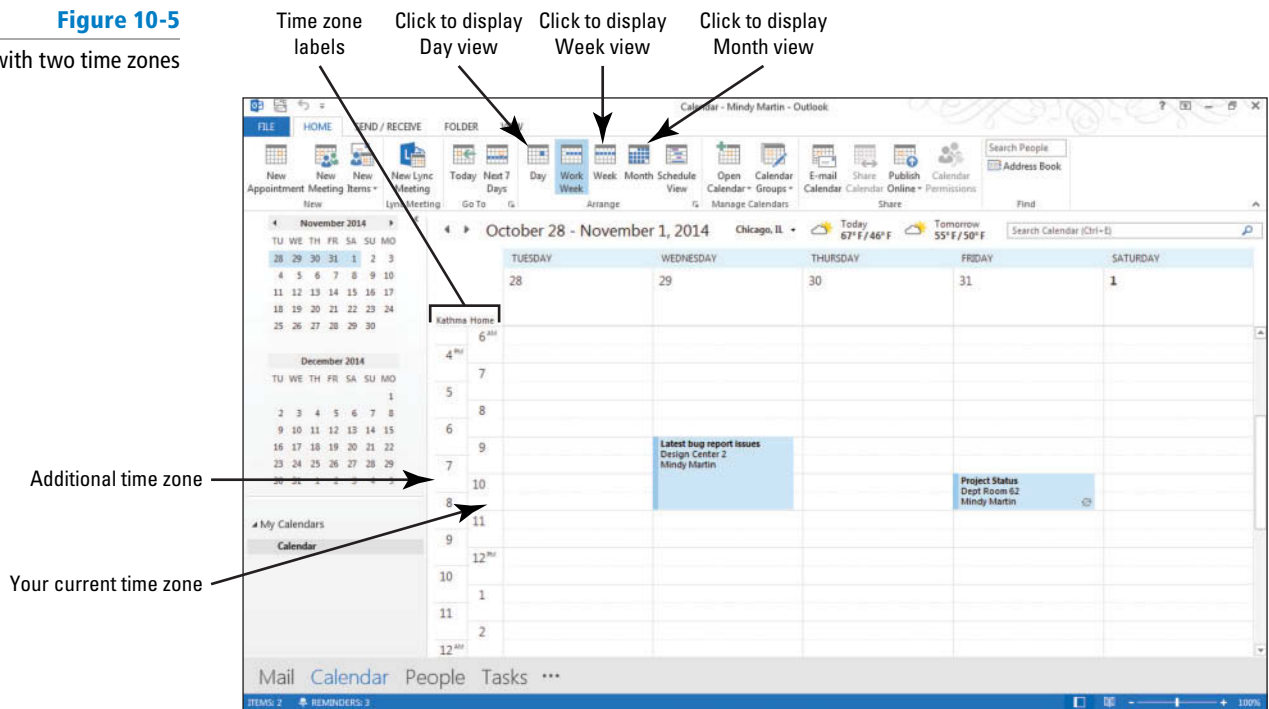 Figure 10-5
with two time zones
Time zone labels
Click to display Day view
Click to display Week view
Click to display Month view
Calendar - Mindy Martin - Outlook
FILE HOME SEND / RECEIVE FOLDER VIEW
New Appointment
New Meeting
New Items
New Lync Meeting
Today
Next 7 Days
Day
Work Week
Week
Month
Schedule View
Open Calendar
Calendar Groups
E-mail Calendar
Share Calendar
Publish Online
Calendar Permissions
Search People
Address Book
New
Lync Meeting
Go To
Arrange
Manage Calendars
Share
Find
November 2014
TU WE TH FR SA SU MO
28 29 30 31 1 2 3
4 5 6 7 8 9 10
11 12 13 14 15 16 17
18 19 20 21 22 23 24
25 26 27 28 29 30
December 2014
TU WE TH FR SA SU MO
1
2 3 4 5 6 7 8
9 10 11 12 13 14 15
16 17 18 19 20 21 22
23 24 25 26 27 28 29
30 31 1 2 3 4 5
My Calendars
Calendar
October 28 - November 1, 2014
Chicago, IL
Today
67° F / 46° F
Tomorrow
55° F / 50° F
Search Calendar (Ctrl+E)
TUESDAY WEDNESDAY THURSDAY FRIDAY SATURDAY
28 29 30 31 1
Kathma Home
6 AM
4 PM
7
5
8
6
9
7
10
8
11
9
12 PM
10
1
11
2
12 AM
Latest bug report issues
Design Center 2
Mindy Martin
Project Status
Dept Room 62
Mindy Martin
Additional time zone
Your current time zone
Mail Calendar People Tasks •••
ITEMS: 2 REMINDERS: 3
100%